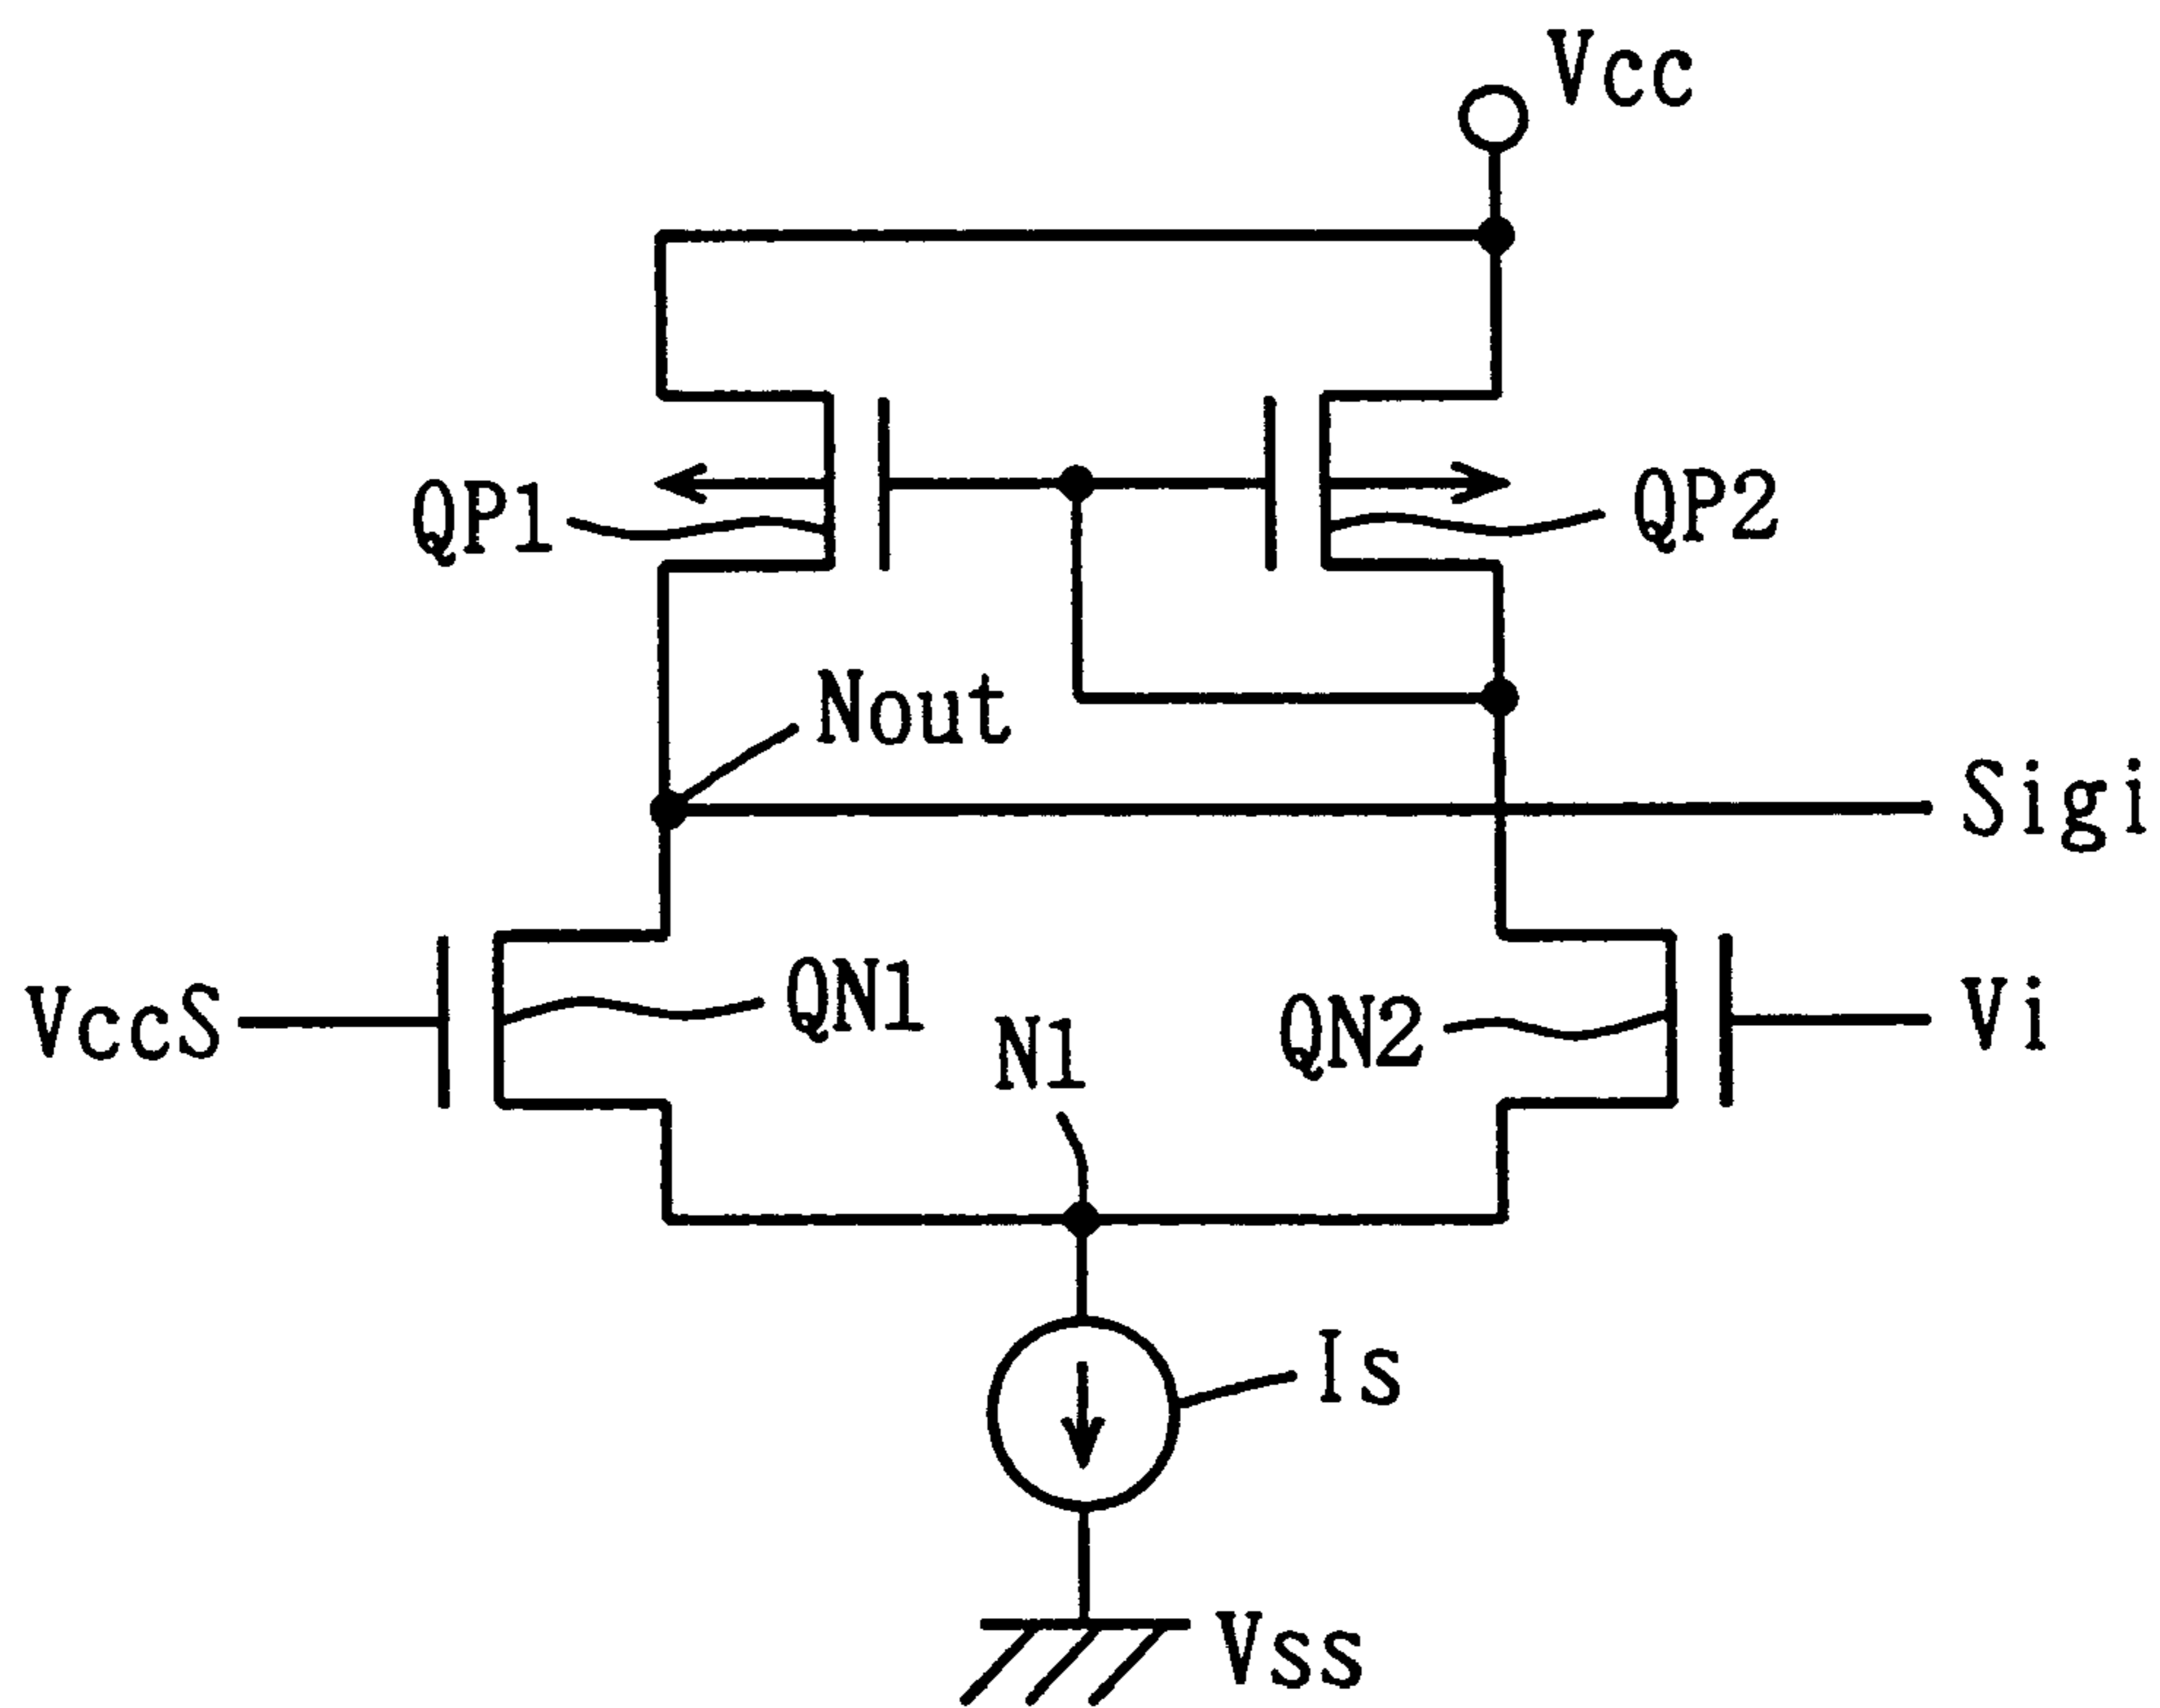 Vcc
QP1
QP2
Nout
Sigi
VccS
QN1
N1
QN2
Vi
Is
Vss